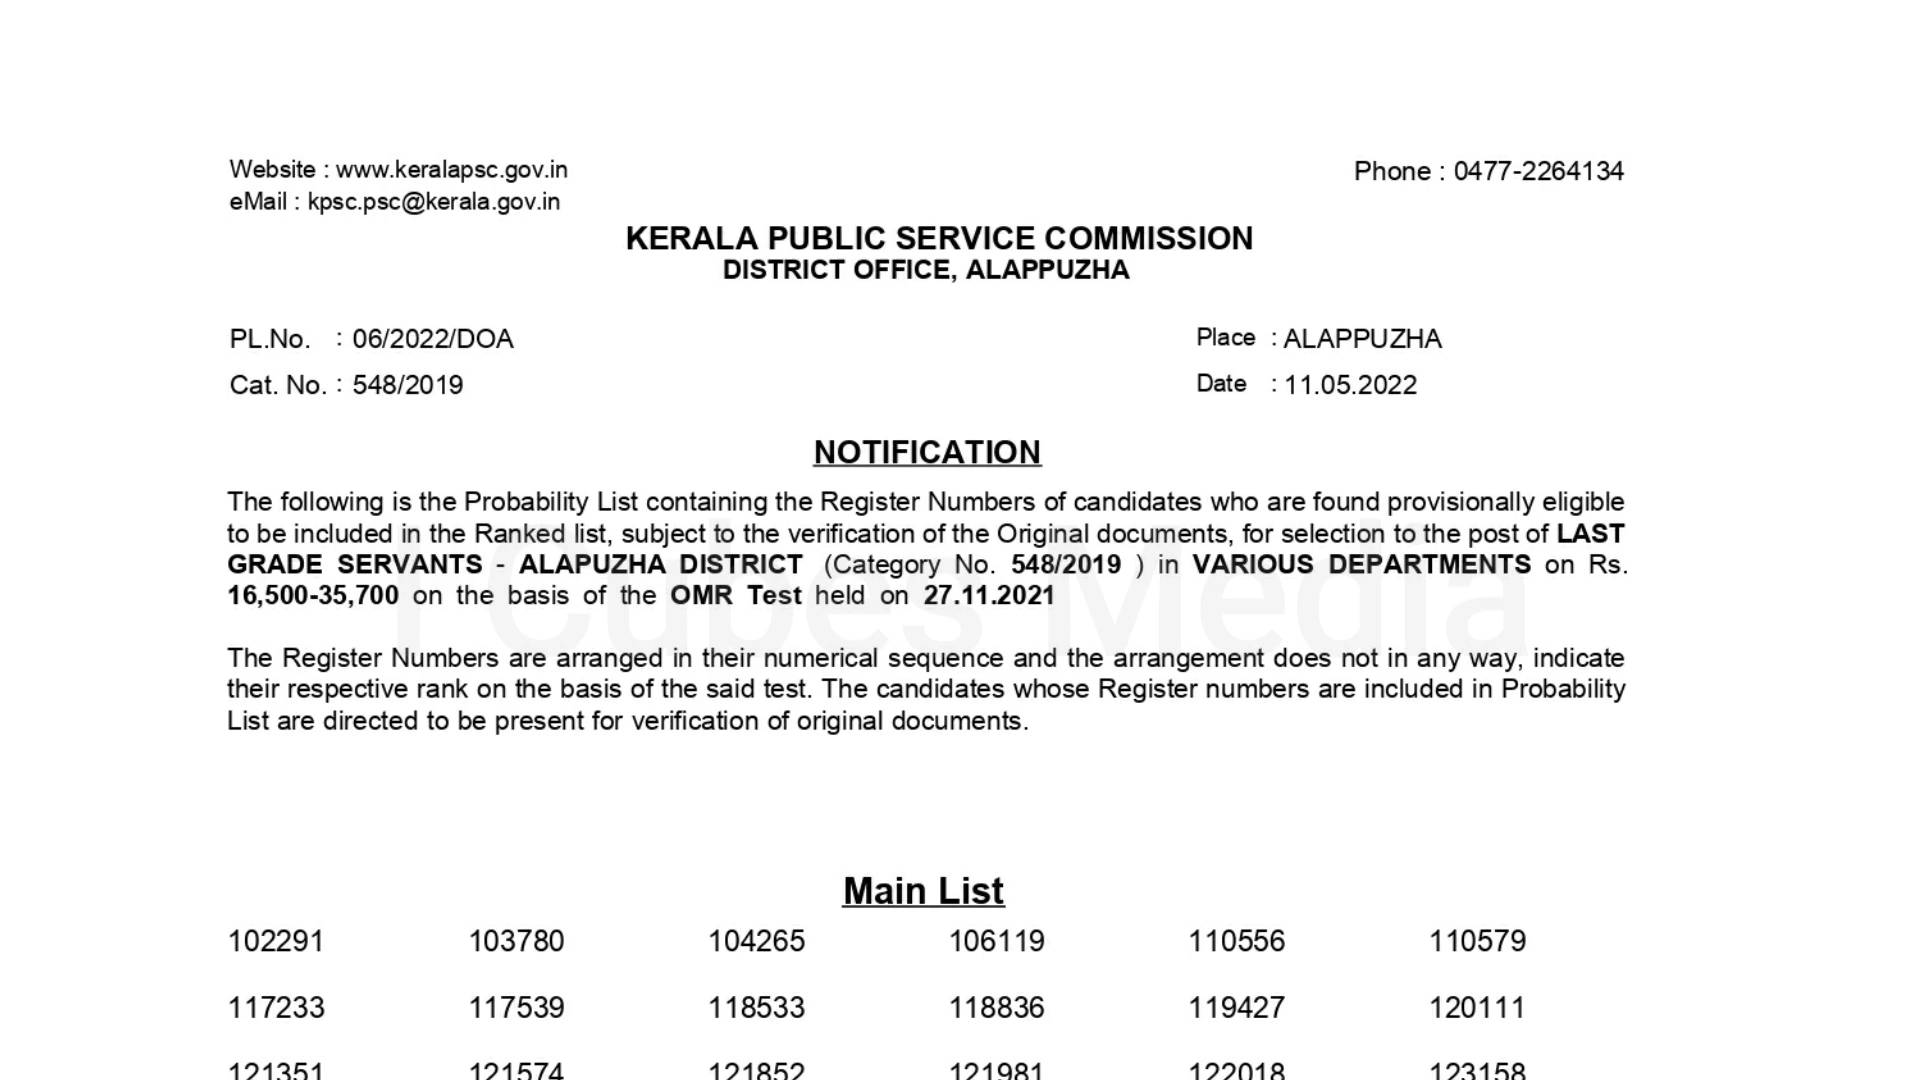 Website : www.keralapsc.gov.in
Phone : 0477-2264134
eMail : kpsc.psc@kerala.gov.in
KERALA PUBLIC SERVICE COMMISSION
DISTRICT OFFICE, ALAPPUZHA
PL.No. : 06/2022/DOA
Place : ALAPPUZHA
Cat. No. : 548/2019
Date : 11.05.2022
NOTIFICATION
The following is the Probability List containing the Register Numbers of candidates who are found provisionally eligible
to be included in the Ranked list, subject to the verification of the Original documents, for selection to the post of LAST
GRADE SERVANTS - ALAPUZHA DISTRICT (Category No. 548/2019 ) in VARIOUS DEPARTMENTS on Rs.
16,500-35,700 on the basis of the OMR Test held on 27.11.2021
I Cubes Media
The Register Numbers are arranged in their numerical sequence and the arrangement does not in any way, indicate
their respective rank on the basis of the said test. The candidates whose Register numbers are included in Probability
List are directed to be present for verification of original documents.
Main List
102291 103780 104265 106119 110556 110579
117233 117539 118533 118836 119427 120111
121351 121574 121852 121981 122018 123158